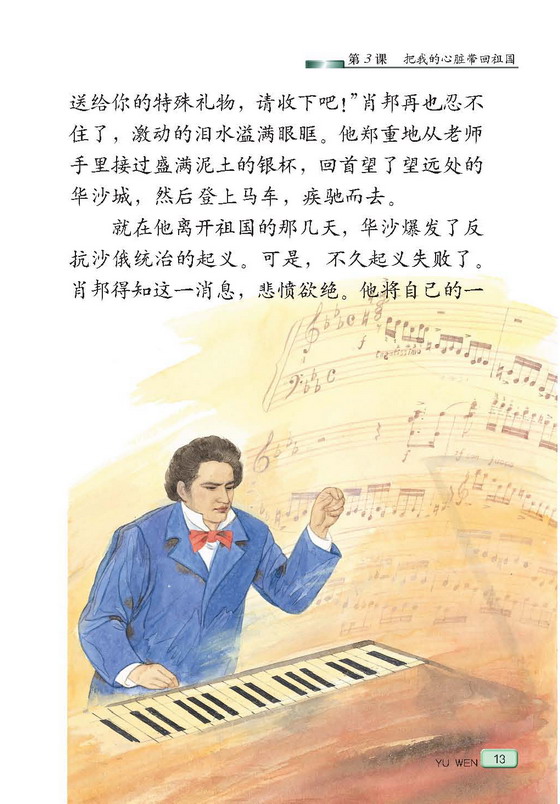 第3课 把我的心脏带回祖国
送给你的特殊礼物，请收下吧！”肖邦再也忍不
住了，激动的泪水溢满眼眶。他郑重地从老师
手里接过盛满泥土的银杯，回首望了望远处的
华沙城，然后登上马车，疾驰而去。
就在他离开祖国的那几天，华沙爆发了反
抗沙俄统治的起义。可是，不久起义失败了。
肖邦得知这一消息，悲愤欲绝。他将自己的一
YU WEN 13